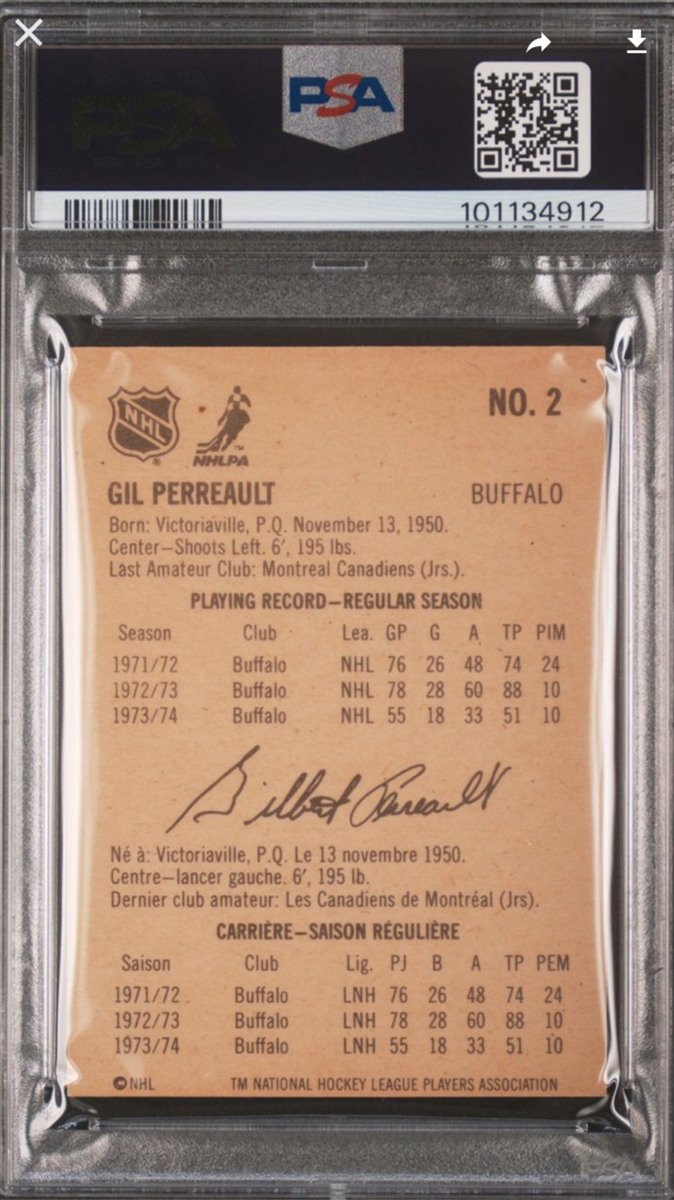 PSA
101134912
NHL
NHLPA
NO. 2
GIL PERREAULT BUFFALO
Born: Victoriaville, P.Q. November 13, 1950.
Center–Shoots Left. 6′, 195 lbs.
Last Amateur Club: Montreal Canadiens (Jrs.).
PLAYING RECORD–REGULAR SEASON
Season Club Lea. GP G A TP PIM
1971/72 Buffalo NHL 76 26 48 74 24
1972/73 Buffalo NHL 78 28 60 88 10
1973/74 Buffalo NHL 55 18 33 51 10
Gilbert Perreault
Né à: Victoriaville, P.Q. Le 13 novembre 1950.
Centre–lancer gauche. 6′, 195 lb.
Dernier club amateur: Les Canadiens de Montréal (Jrs).
CARRIÈRE–SAISON RÉGULIÈRE
Saison Club Lig. PJ B A TP PEM
1971/72 Buffalo LNH 76 26 48 74 24
1972/73 Buffalo LNH 78 28 60 88 10
1973/74 Buffalo LNH 55 18 33 51 10
©NHL TM NATIONAL HOCKEY LEAGUE PLAYERS ASSOCIATION
PSA